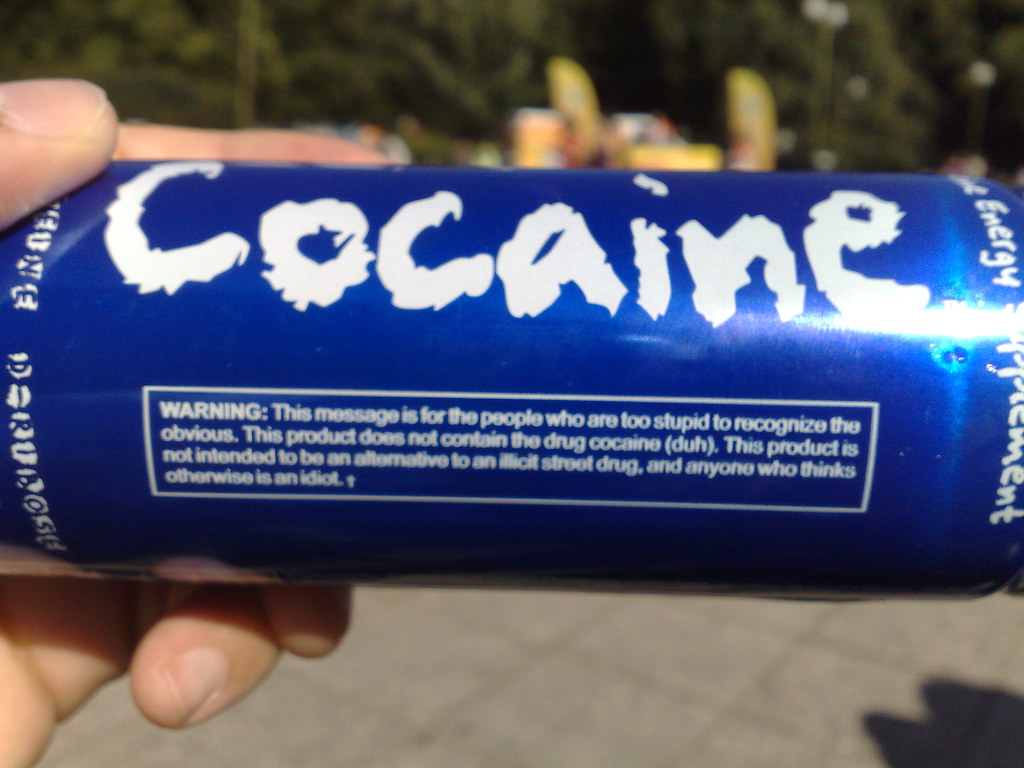 Cocaine
WARNING: This message is for the people who are too stupid to recognize the
obvious. This product does not contain the drug cocaine (duh). This product is
not intended to be an alternative to an illicit street drug, and anyone who thinks
otherwise is an idiot. †
Energy
Supplement